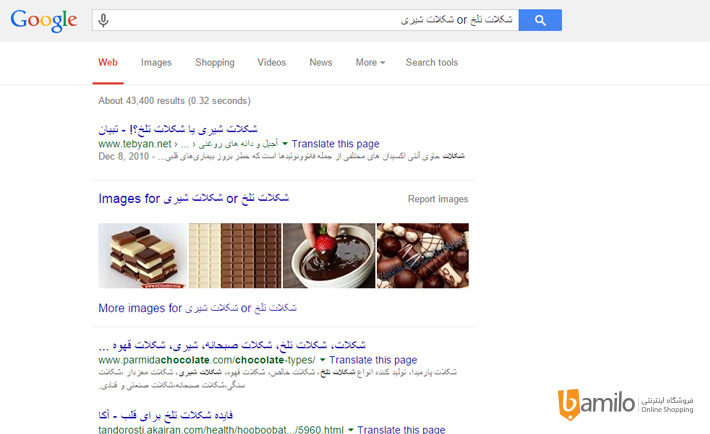 Google
شکلات تلخ or شکلات شیری
Web Images Shopping Videos News More Search tools
About 43,400 results (0.32 seconds)
شکلات شیری یا شکلات تلخ؟! - تبیان
www.tebyan.net › ... › آجیل و دانه های روغنی Translate this page
Dec 8, 2010 - شکلات حاوی آنتی اکسیدان های مختلفی از جمله فلاوونوئیدها است که خطر بروز بیماری‌های قلبی...
Images for شکلات تلخ or شکلات شیری Report images
More images for شکلات تلخ or شکلات شیری
شکلات، شکلات تلخ، شکلات صبحانه، شیری، شکلات قهوه ...
www.parmidachocolate.com/chocolate-types/ Translate this page
شکلات پارمیدا، تولید کننده انواع شکلات تلخ، شکلات خالص، شکلات قهوه، شکلات شیری، شکلات مغزدار، شکلات
سنگی،شکلات صبحانه،شکلات صنعتی و قنادی.
فایده شکلات تلخ برای قلب - آکا
tandorosti.akairan.com/health/hooboobat.../5960.html Translate this page
bamilo فروشگاه اینترنتی
Online Shopping